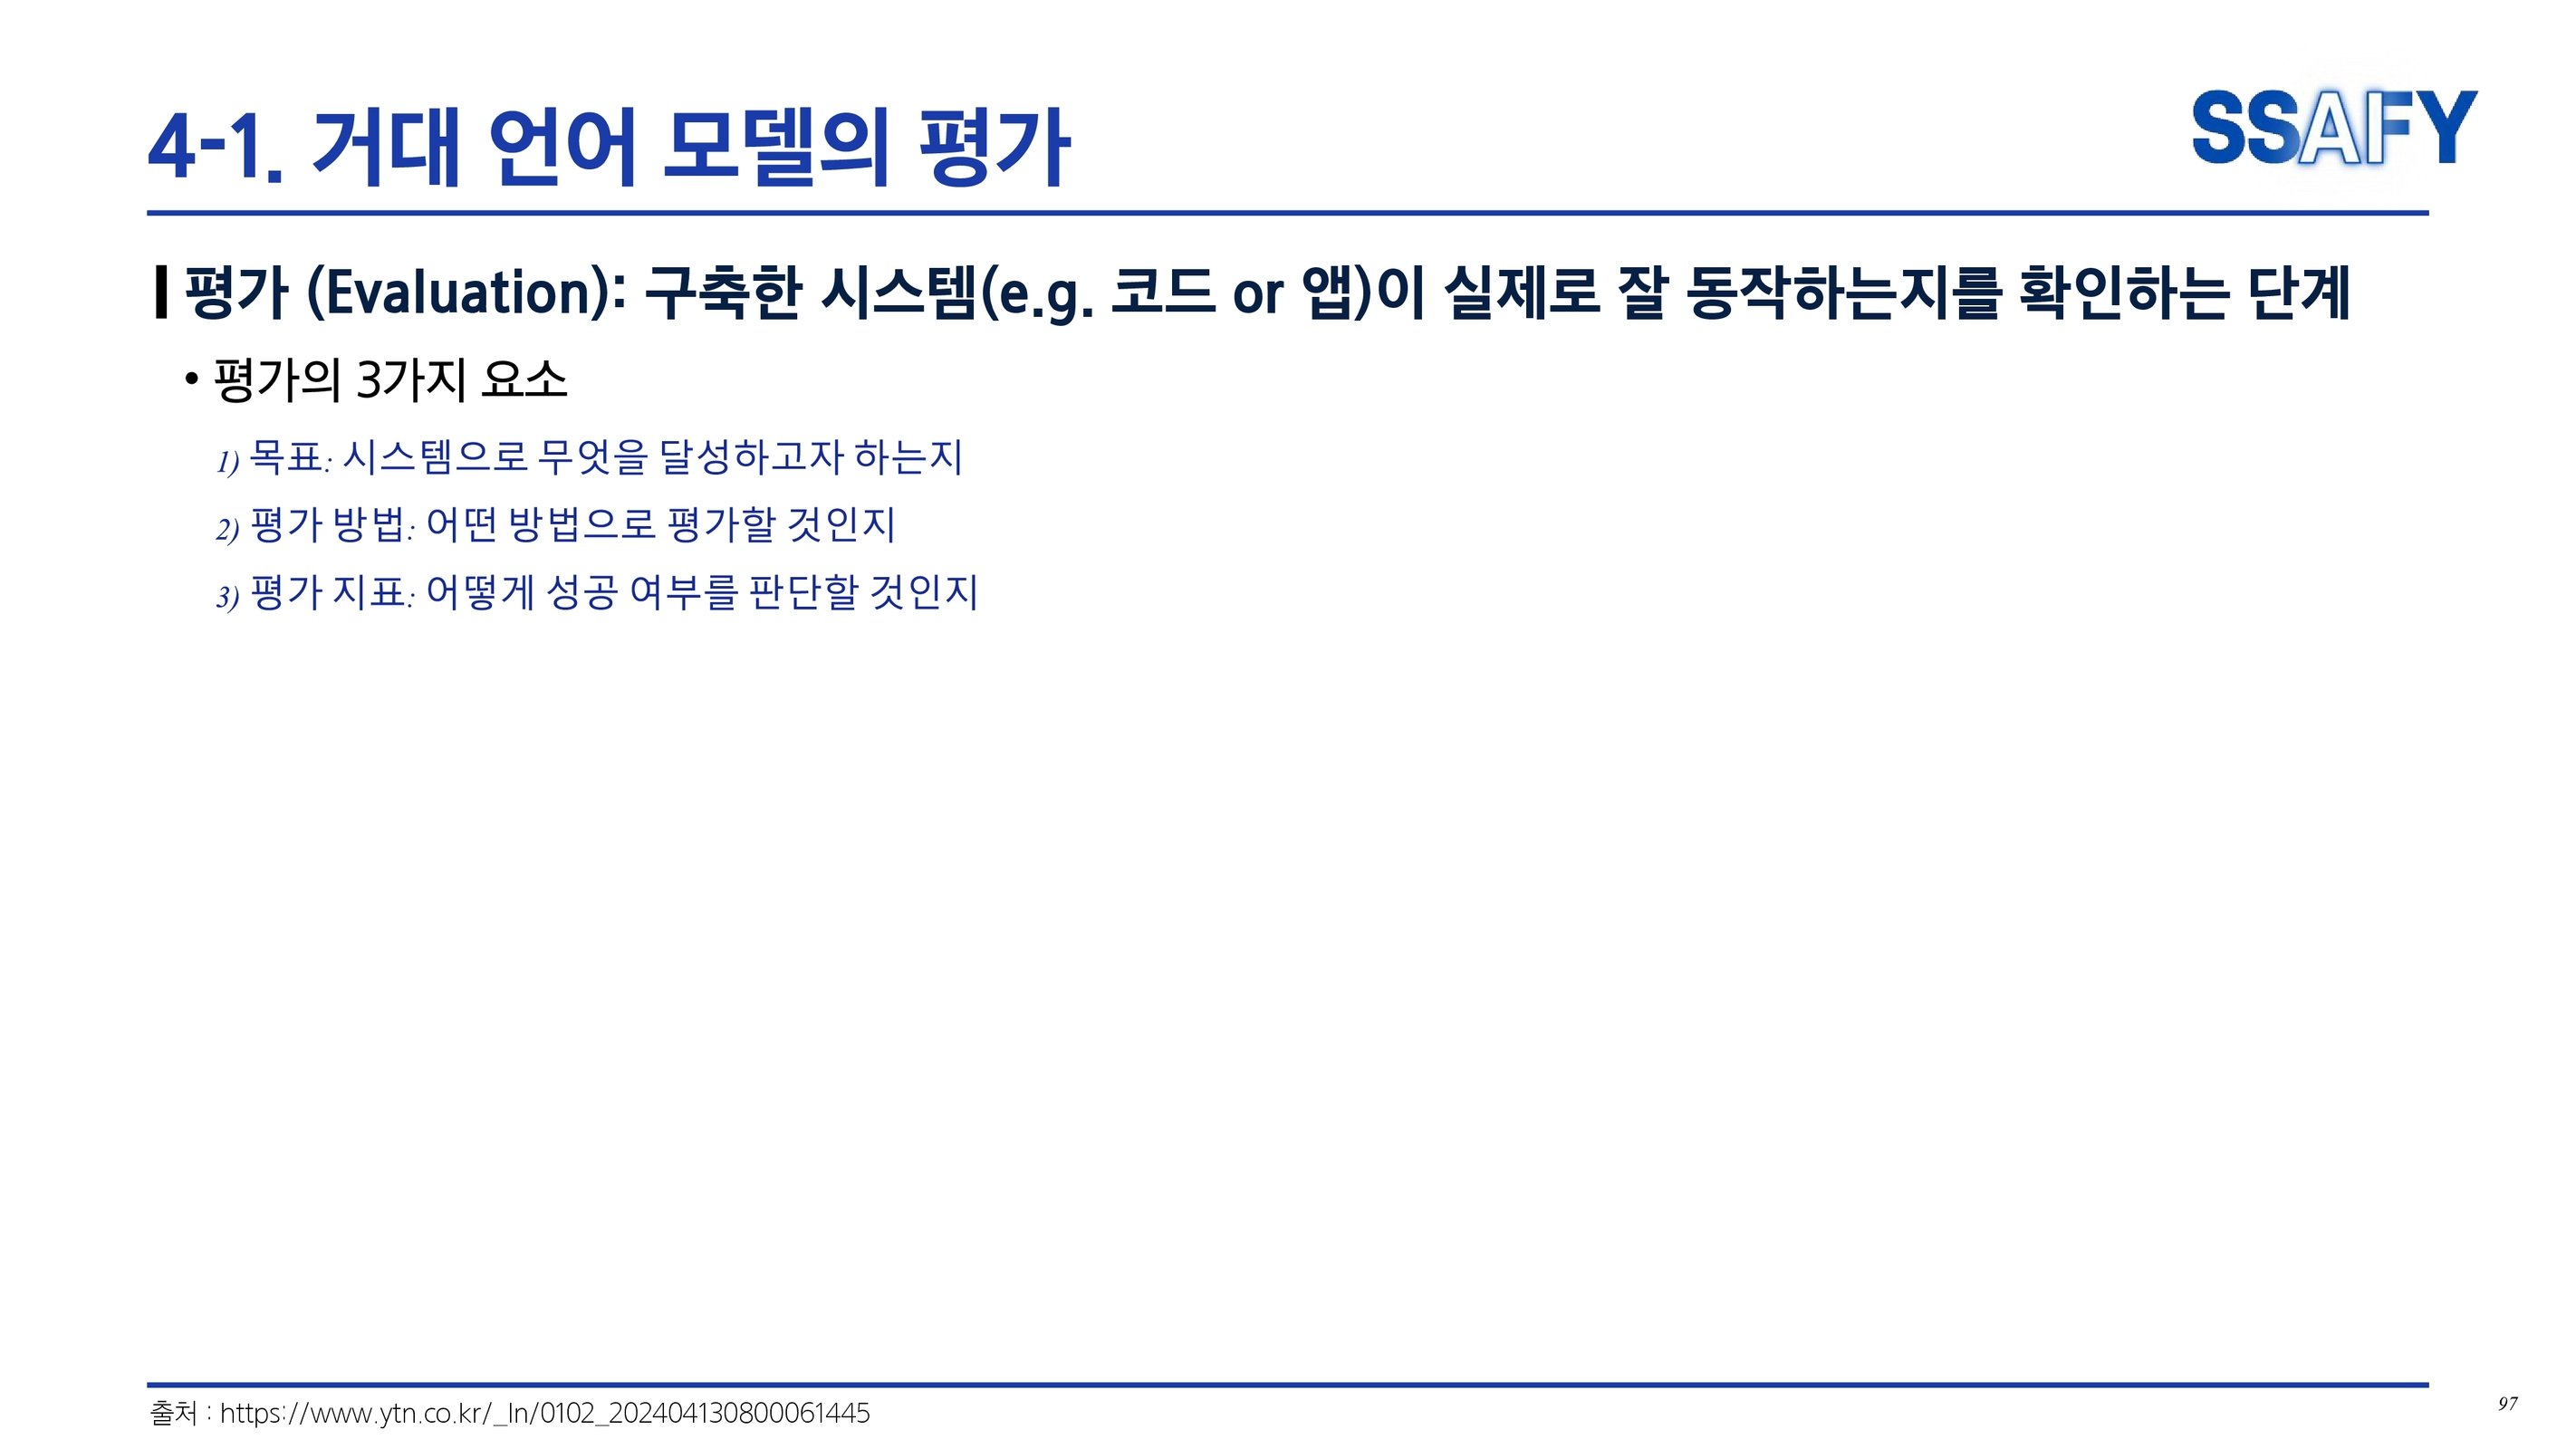 4-1. 거대 언어 모델의 평가
SSAFY
평가 (Evaluation): 구축한 시스템(e.g. 코드 or 앱)이 실제로 잘 동작하는지를 확인하는 단계
• 평가의 3가지 요소
1) 목표: 시스템으로 무엇을 달성하고자 하는지
2) 평가 방법: 어떤 방법으로 평가할 것인지
3) 평가 지표: 어떻게 성공 여부를 판단할 것인지
출처 : https://www.ytn.co.kr/_ln/0102_202404130800061445
97